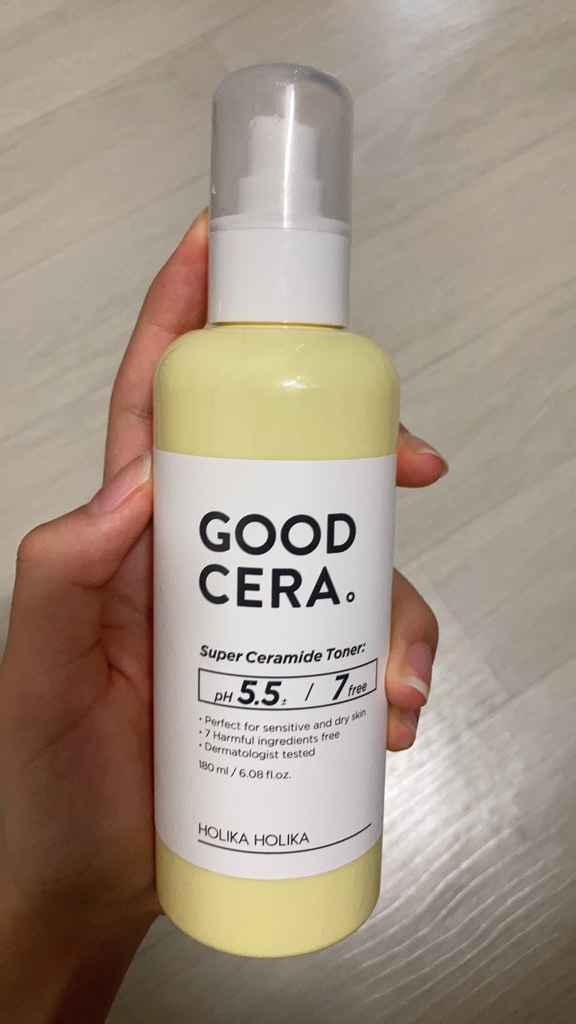 GOOD
CERA.
Super Ceramide Toner:
pH 5.5± / 7 free
• Perfect for sensitive and dry skin
• 7 Harmful ingredients free
• Dermatologist tested
180 ml / 6.08 fl.oz.
HOLIKA HOLIKA